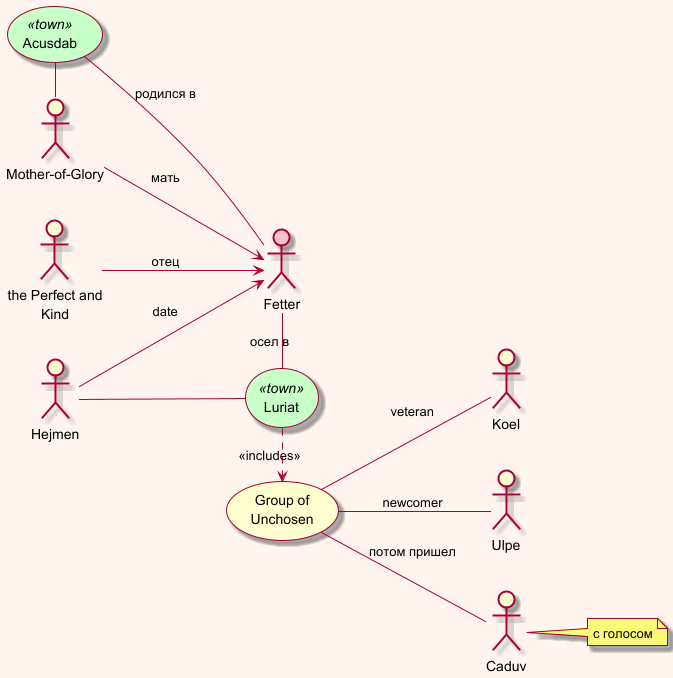 «town»
Acusdab
родился в
Mother-of-Glory
мать
the Perfect and
Kind
отец
Fetter
date
осел в
Hejmen
«town»
Luriat
Koel
veteran
«includes»
Group of
Unchosen
newcomer
Ulpe
потом пришел
Caduv
с голосом